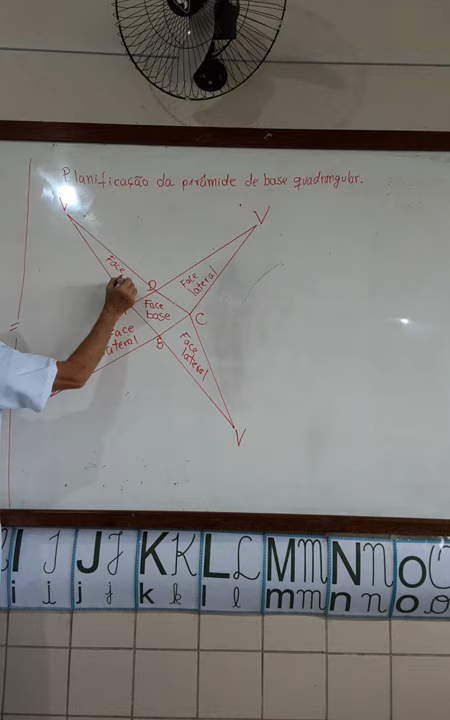 Planificação da pirâmide de base quadrangular.
V
V
Face
D
Face
lateral
Face
base
C
Face
lateral
B
Face
lateral
V
I J J K K L L M M N N O O
i i j j k k l l m m n n o o